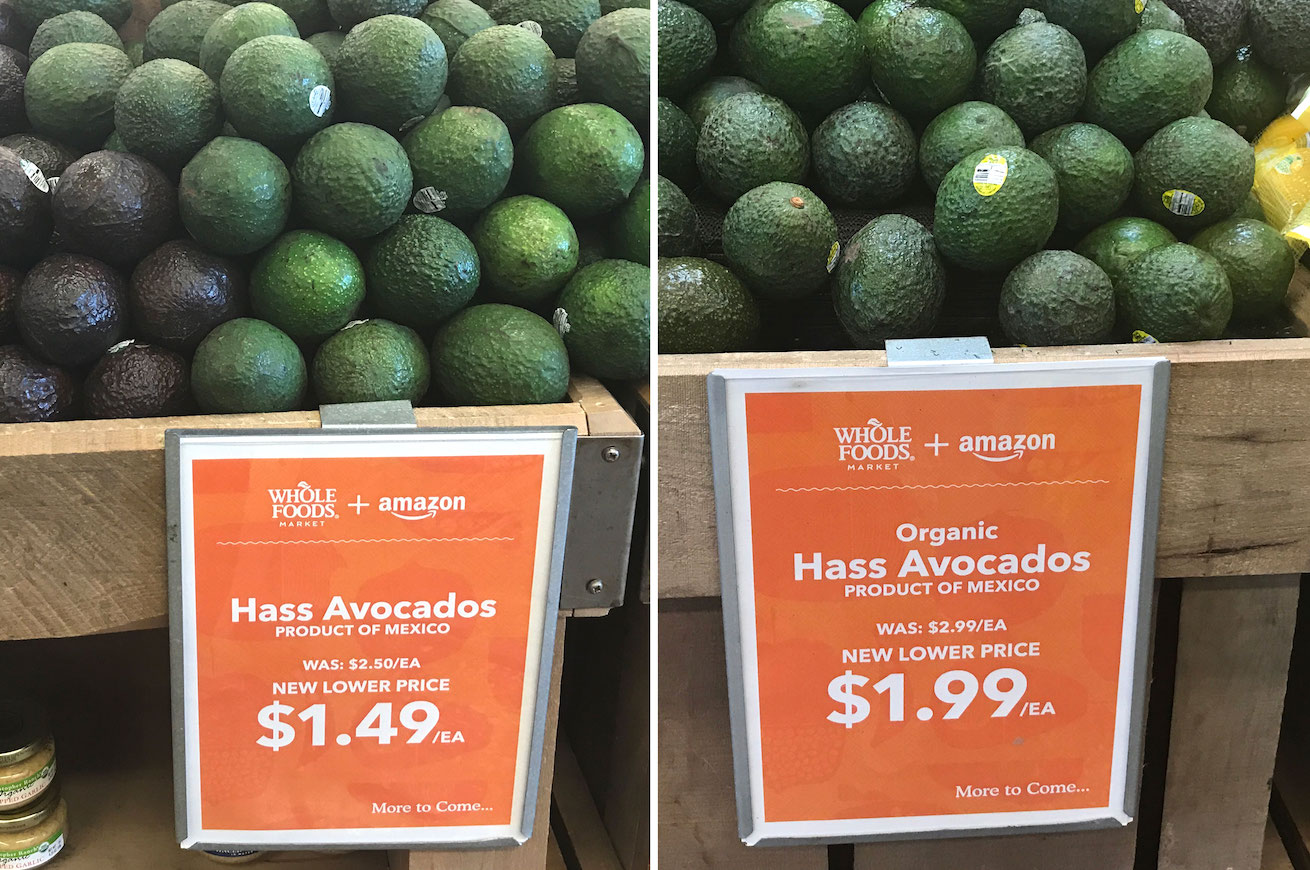 WHOLE
FOODS®
MARKET
+ amazon
Hass Avocados
PRODUCT OF MEXICO
WAS: $2.50/EA
NEW LOWER PRICE
$1.49/EA
More to Come...
WHOLE
FOODS®
MARKET
+ amazon
Organic
Hass Avocados
PRODUCT OF MEXICO
WAS: $2.99/EA
NEW LOWER PRICE
$1.99/EA
More to Come...
GARLIC